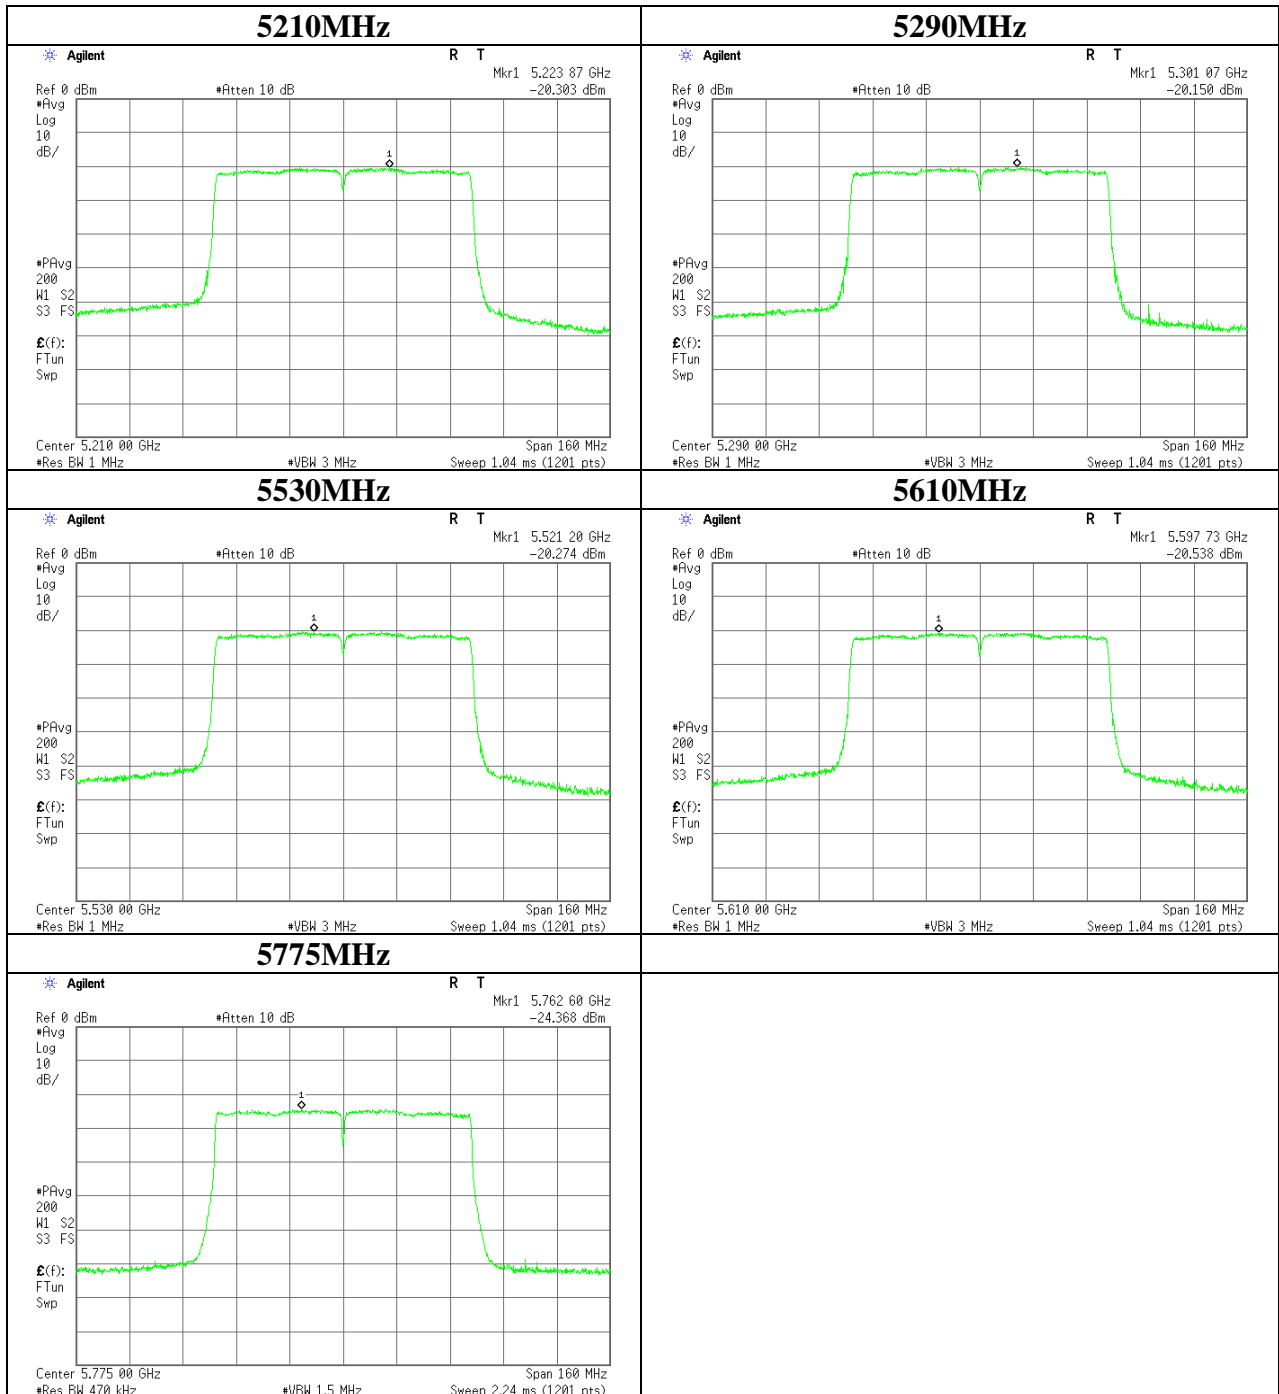 5210MHz
Agilent R T
Mkr1 5.223 87 GHz
Ref 0 dBm #Atten 10 dB -20.303 dBm
#Avg
Log
10
dB/
1
#PAvg
200
W1 S2
S3 FS
£(f):
FTun
Swp
Center 5.210 00 GHz Span 160 MHz
#Res BW 1 MHz #VBW 3 MHz Sweep 1.04 ms (1201 pts)
5290MHz
Agilent R T
Mkr1 5.301 07 GHz
Ref 0 dBm #Atten 10 dB -20.150 dBm
#Avg
Log
10
dB/
1
#PAvg
200
W1 S2
S3 FS
£(f):
FTun
Swp
Center 5.290 00 GHz Span 160 MHz
#Res BW 1 MHz #VBW 3 MHz Sweep 1.04 ms (1201 pts)
5530MHz
Agilent R T
Mkr1 5.521 20 GHz
Ref 0 dBm #Atten 10 dB -20.274 dBm
#Avg
Log
10
dB/
1
#PAvg
200
W1 S2
S3 FS
£(f):
FTun
Swp
Center 5.530 00 GHz Span 160 MHz
#Res BW 1 MHz #VBW 3 MHz Sweep 1.04 ms (1201 pts)
5610MHz
Agilent R T
Mkr1 5.597 73 GHz
Ref 0 dBm #Atten 10 dB -20.538 dBm
#Avg
Log
10
dB/
1
#PAvg
200
W1 S2
S3 FS
£(f):
FTun
Swp
Center 5.610 00 GHz Span 160 MHz
#Res BW 1 MHz #VBW 3 MHz Sweep 1.04 ms (1201 pts)
5775MHz
Agilent R T
Mkr1 5.762 60 GHz
Ref 0 dBm #Atten 10 dB -24.368 dBm
#Avg
Log
10
dB/
1
#PAvg
200
W1 S2
S3 FS
£(f):
FTun
Swp
Center 5.775 00 GHz Span 160 MHz
#Res BW 470 kHz #VBW 1.5 MHz Sweep 2.24 ms (1201 pts)